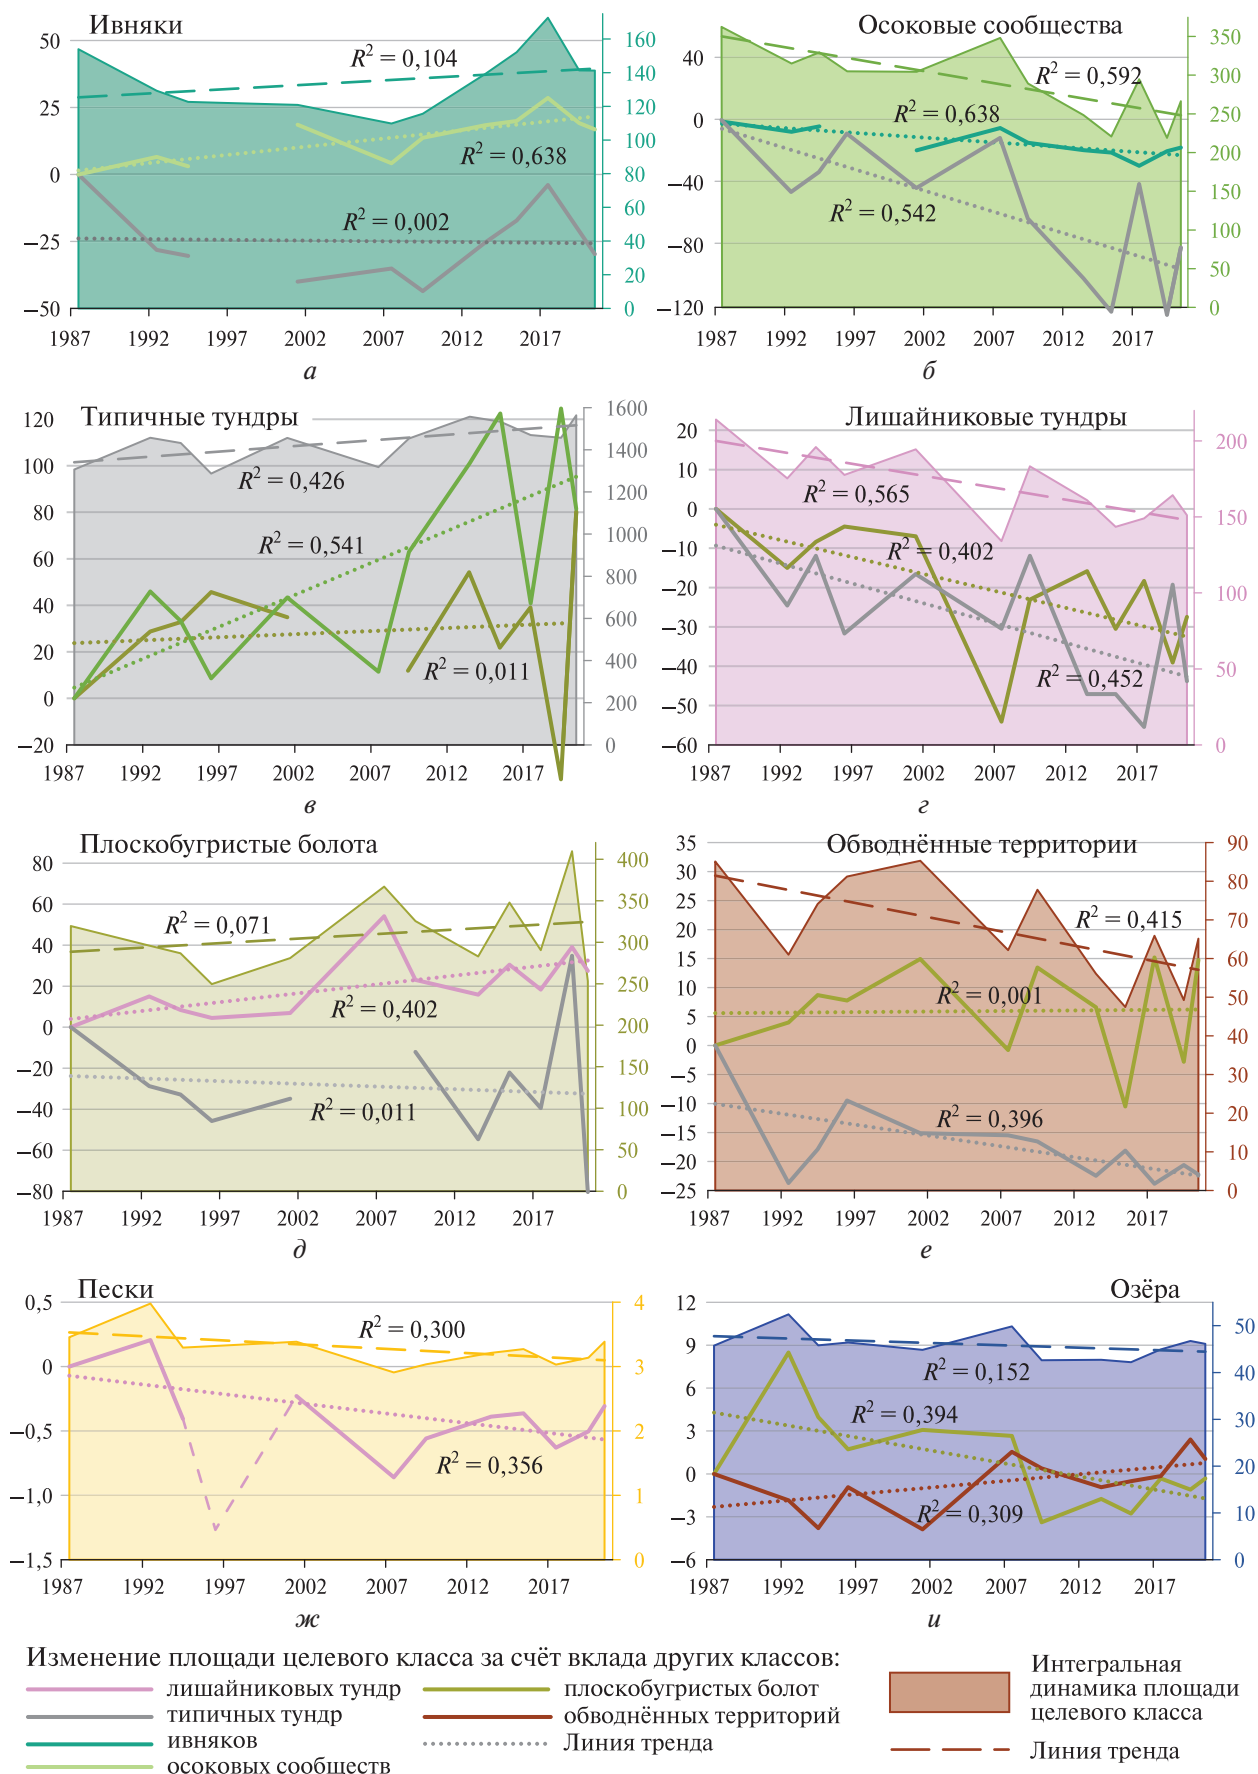 Ивняки
50
25
0
−25
−50
160
140
120
100
80
60
40
20
0
R² = 0,104
R² = 0,638
R² = 0,002
1987 1992 1997 2002 2007 2012 2017
а
Осоковые сообщества
40
0
−40
−80
−120
350
300
250
200
150
100
50
0
R² = 0,592
R² = 0,638
R² = 0,542
1987 1992 1997 2002 2007 2012 2017
б
Типичные тундры
120
100
80
60
40
20
0
−20
1600
1400
1200
1000
800
600
400
200
0
R² = 0,426
R² = 0,541
R² = 0,011
1987 1992 1997 2002 2007 2012 2017
в
Лишайниковые тундры
20
10
0
−10
−20
−30
−40
−50
−60
200
150
100
50
0
R² = 0,565
R² = 0,402
R² = 0,452
1987 1992 1997 2002 2007 2012 2017
г
Плоскобугристые болота
80
60
40
20
0
−20
−40
−60
−80
400
350
300
250
200
150
100
50
0
R² = 0,071
R² = 0,402
R² = 0,011
1987 1992 1997 2002 2007 2012 2017
д
Обводнённые территории
35
30
25
20
15
10
5
0
−5
−10
−15
−20
−25
90
80
70
60
50
40
30
20
10
0
R² = 0,415
R² = 0,001
R² = 0,396
1987 1992 1997 2002 2007 2012 2017
е
Пески
0,5
0
−0,5
−1,0
−1,5
4
3
2
1
0
R² = 0,300
R² = 0,356
1987 1992 1997 2002 2007 2012 2017
ж
Озёра
12
9
6
3
0
−3
−6
50
40
30
20
10
0
R² = 0,152
R² = 0,394
R² = 0,309
1987 1992 1997 2002 2007 2012 2017
и
Изменение площади целевого класса за счёт вклада других классов:
лишайниковых тундр
типичных тундр
ивняков
осоковых сообществ
плоскобугристых болот
обводнённых территорий
Линия тренда
Интегральная
динамика площади
целевого класса
Линия тренда